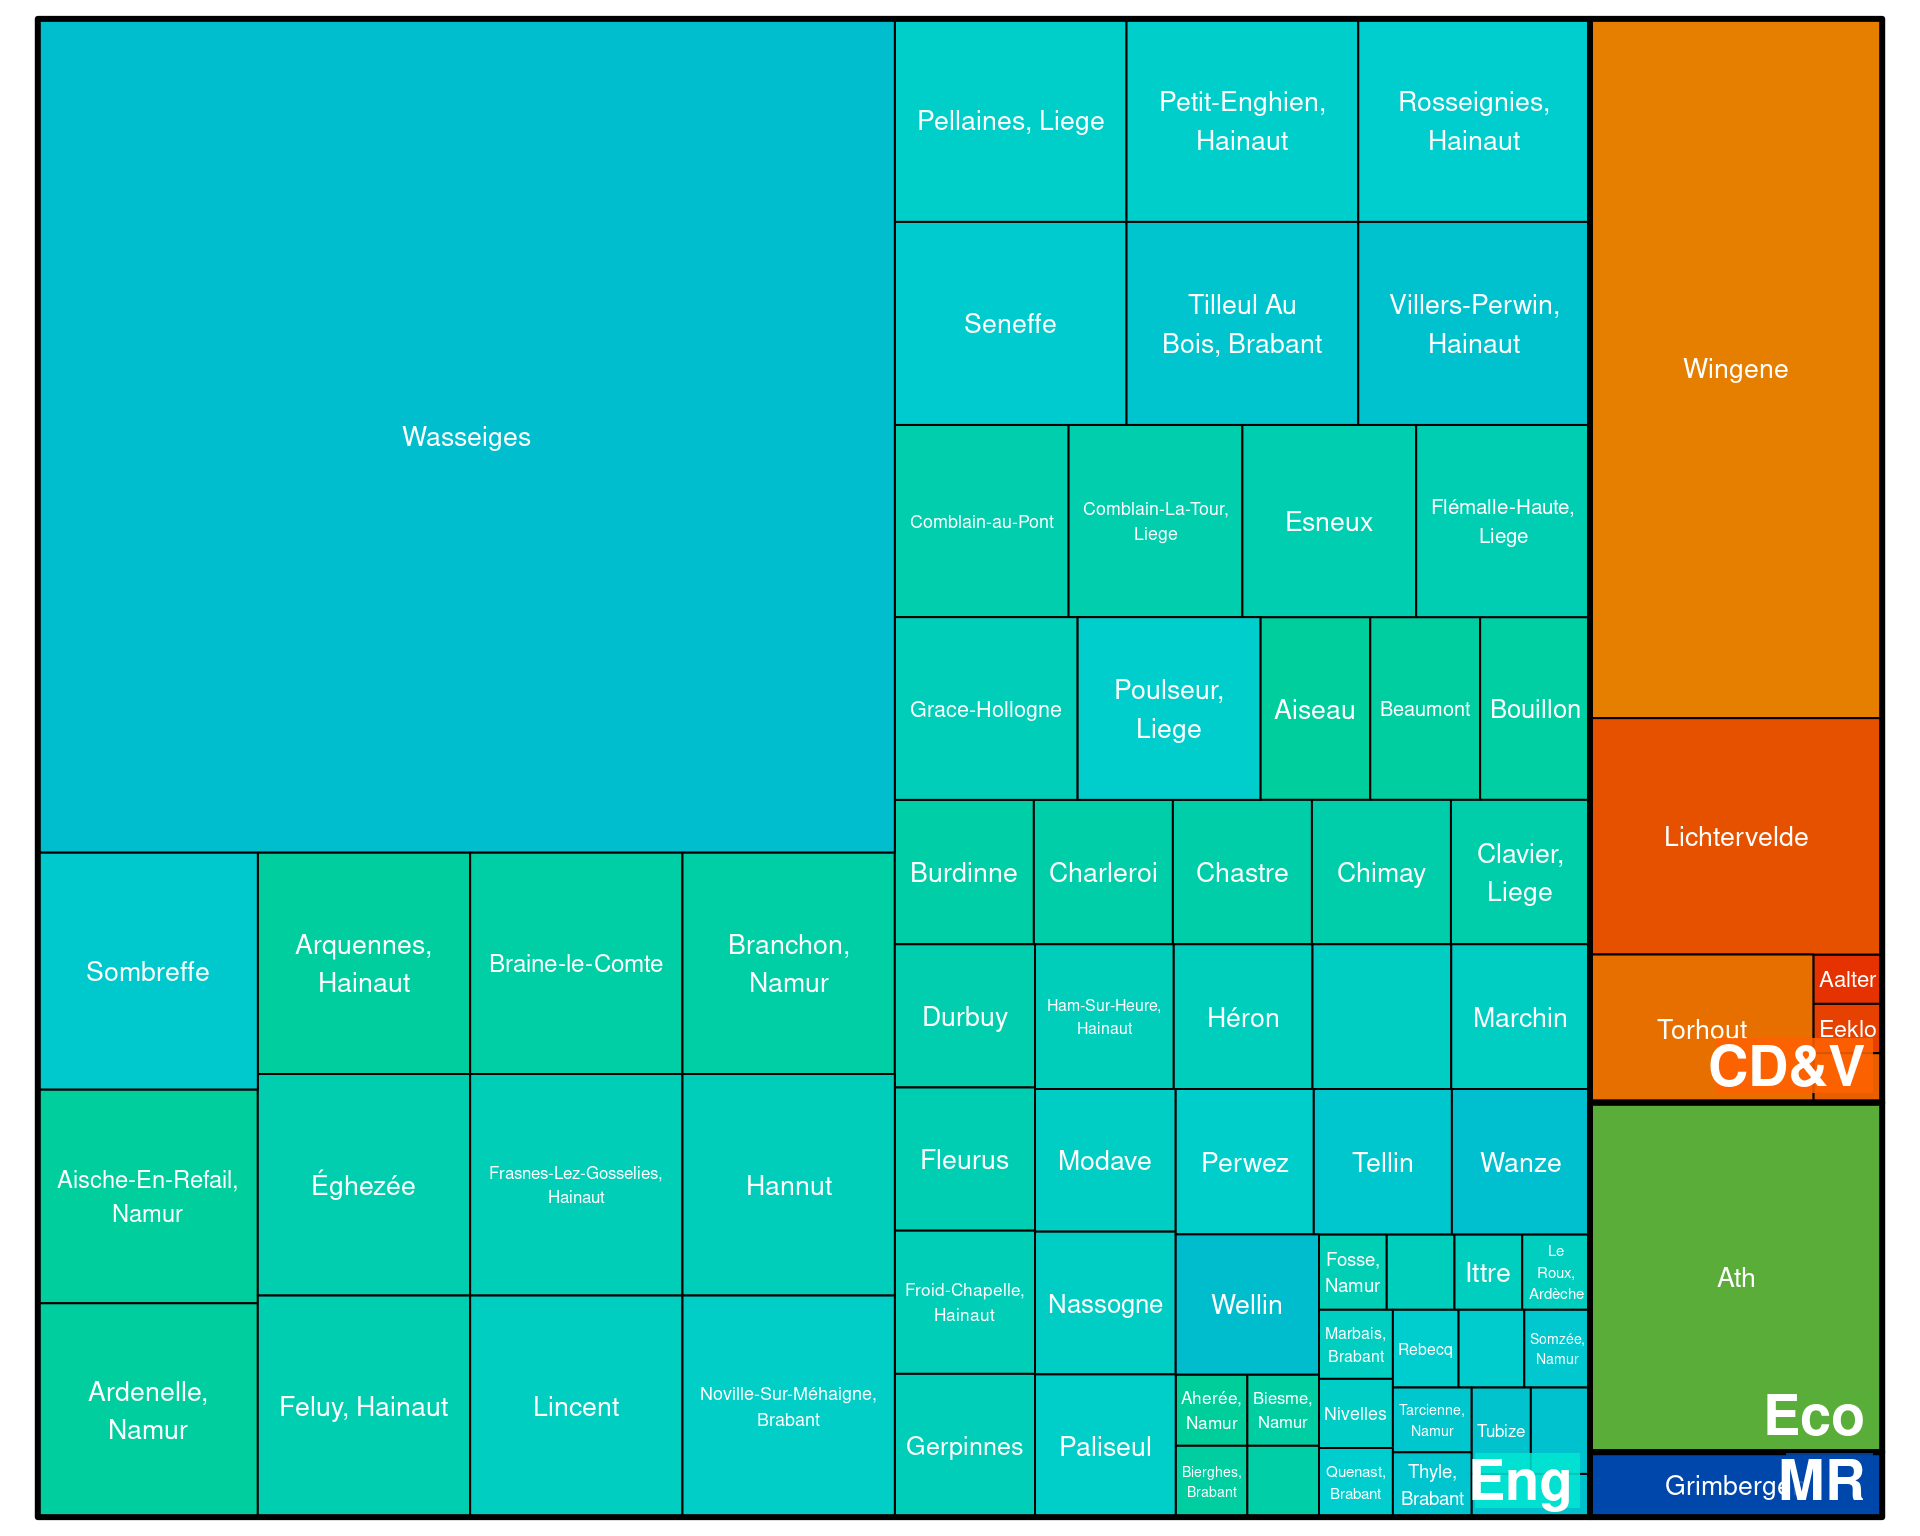 Wasseiges
Sombreffe
Aische-En-Refail,
Namur
Ardenelle,
Namur
Arquennes,
Hainaut
Braine-le-Comte
Branchon,
Namur
Éghezée
Frasnes-Lez-Gosselies,
Hainaut
Hannut
Feluy, Hainaut
Lincent
Noville-Sur-Méhaigne,
Brabant
Pellaines, Liege
Petit-Enghien,
Hainaut
Rosseignies,
Hainaut
Seneffe
Tilleul Au
Bois, Brabant
Villers-Perwin,
Hainaut
Comblain-au-Pont
Comblain-La-Tour,
Liege
Esneux
Flémalle-Haute,
Liege
Grace-Hollogne
Poulseur,
Liege
Aiseau
Beaumont
Bouillon
Burdinne
Charleroi
Chastre
Chimay
Clavier,
Liege
Durbuy
Ham-Sur-Heure,
Hainaut
Héron
Marchin
Fleurus
Modave
Perwez
Tellin
Wanze
Froid-Chapelle,
Hainaut
Nassogne
Wellin
Fosse,
Namur
Ittre
Le
Roux,
Ardèche
Marbais,
Brabant
Rebecq
Somzée,
Namur
Gerpinnes
Paliseul
Aherée,
Namur
Biesme,
Namur
Nivelles
Tarcienne,
Namur
Tubize
Bierghes,
Brabant
Quenast,
Brabant
Thyle,
Brabant
Eng
Wingene
Lichtervelde
Torhout
Aalter
Eeklo
CD&V
Ath
Eco
Grimberge
MR